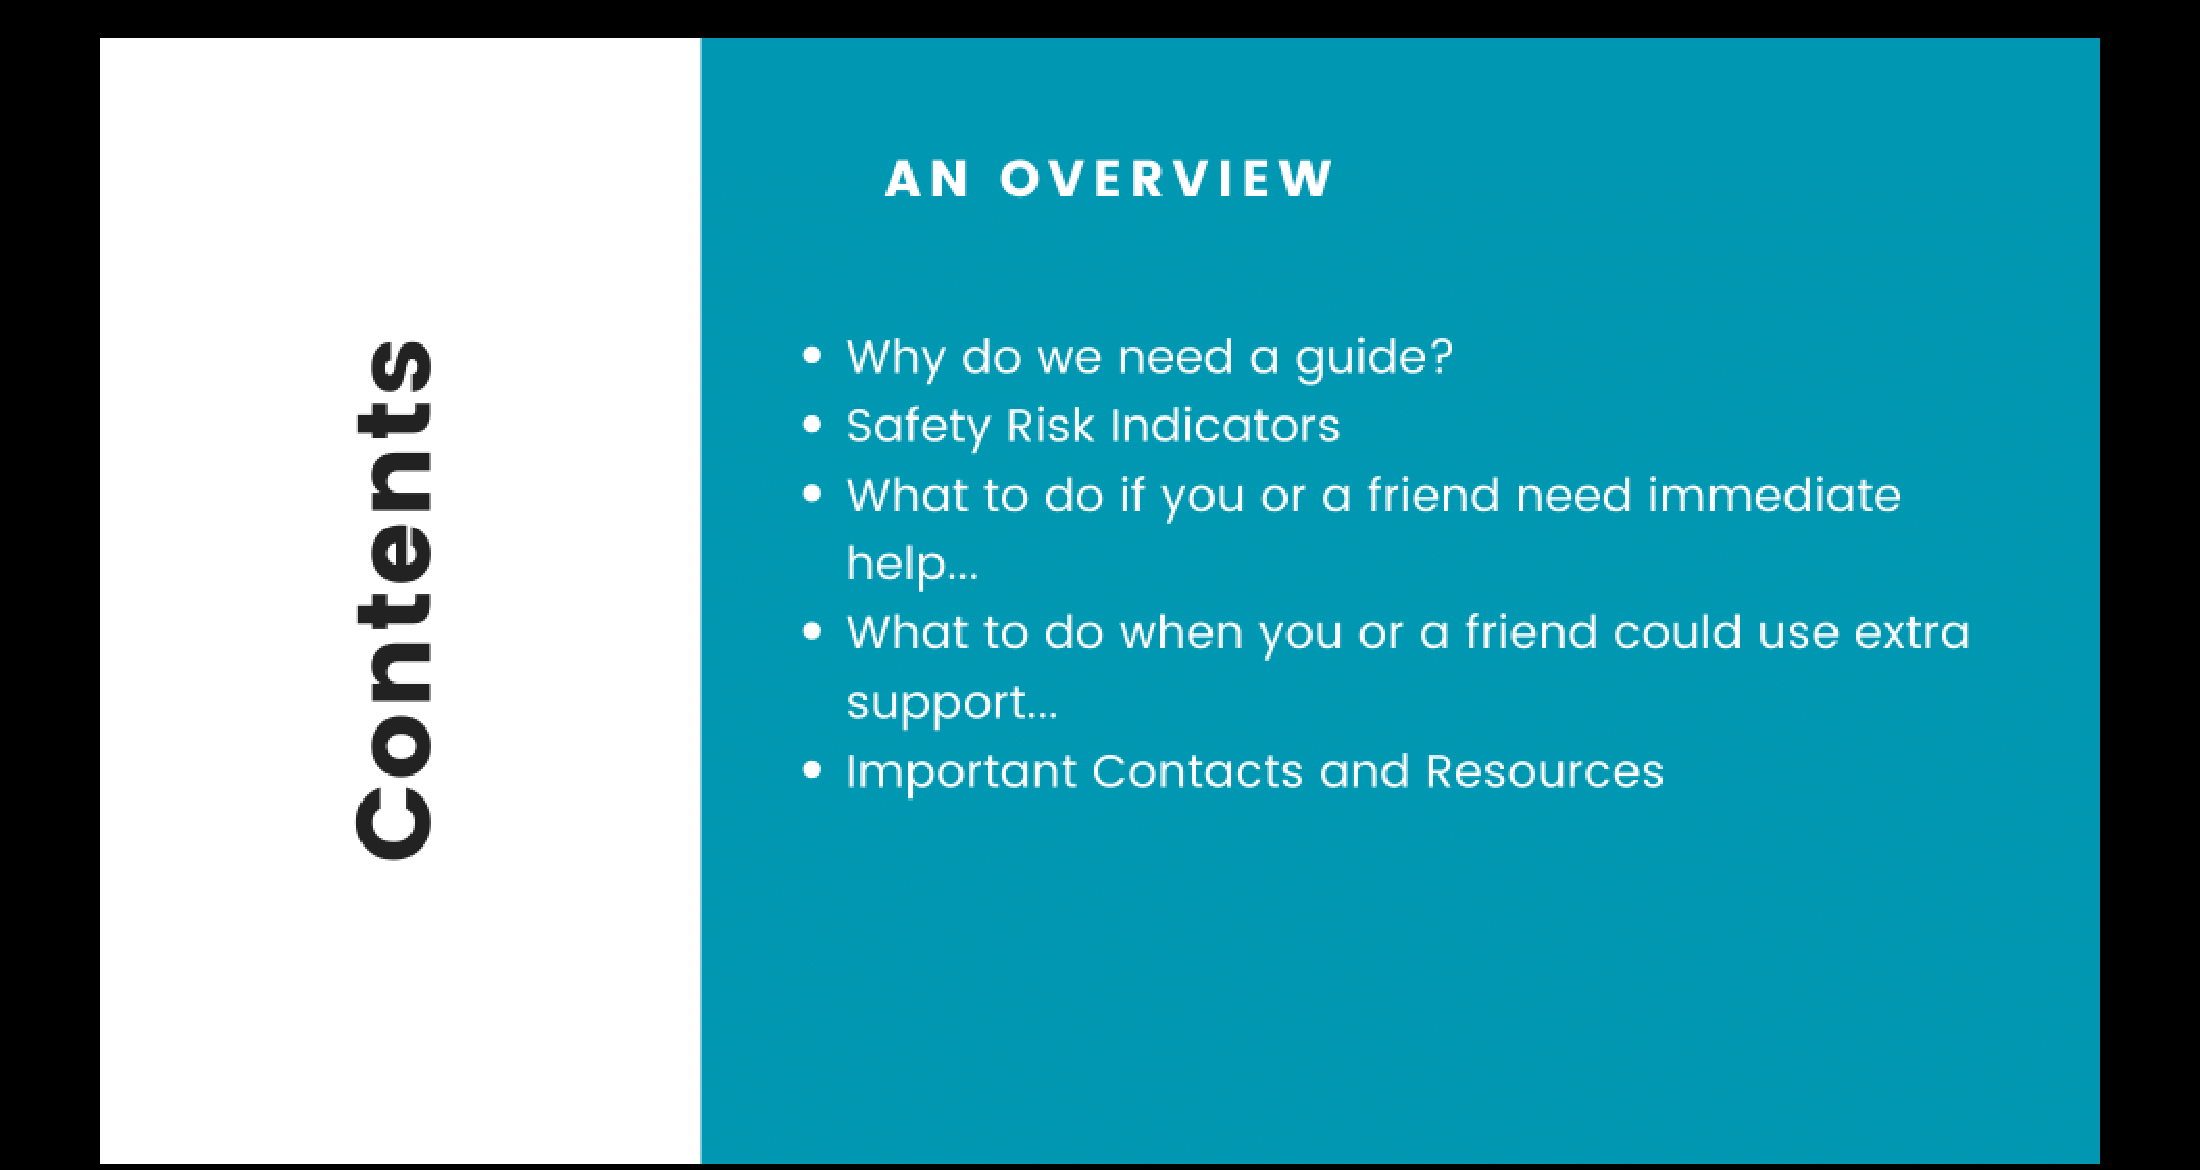 Contents
AN OVERVIEW
• Why do we need a guide?
• Safety Risk Indicators
• What to do if you or a friend need immediate
help...
• What to do when you or a friend could use extra
support...
• Important Contacts and Resources